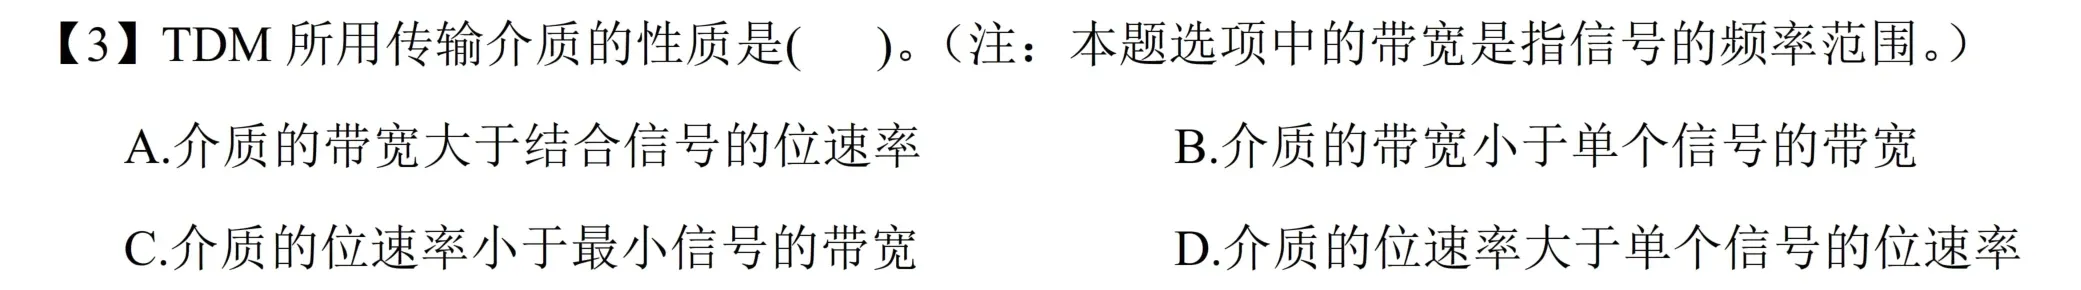 【3】TDM 所用传输介质的性质是(    )。（注：本题选项中的带宽是指信号的频率范围。）
A.介质的带宽大于结合信号的位速率    B.介质的带宽小于单个信号的带宽
C.介质的位速率小于最小信号的带宽    D.介质的位速率大于单个信号的位速率